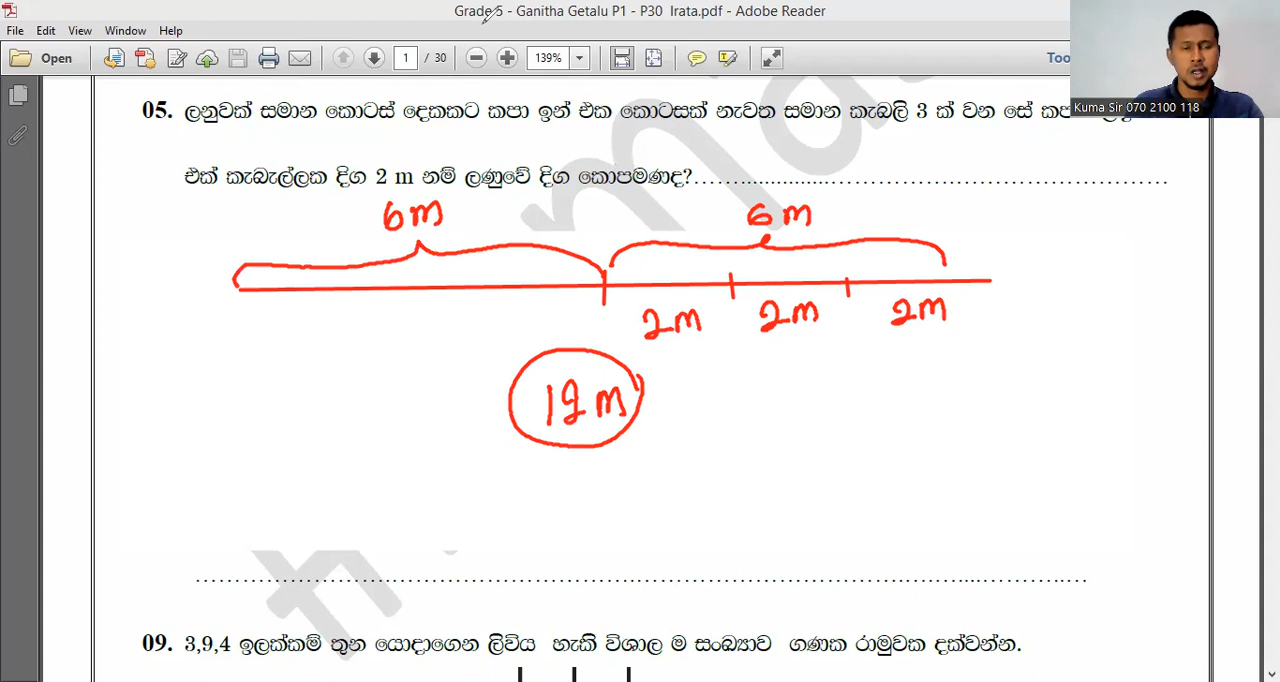 Grade 5 - Ganitha Getalu P1 - P30 Irata.pdf - Adobe Reader
File Edit View Window Help
Open 1 / 30 139% Too
Kuma Sir 070 2100 118
05. ලනුවක් සමාන කොටස් දෙකකට කපා ඉන් එක කොටසක් නැවත සමාන කැබලි 3 ක් වන සේ
එක් කැබැල්ලක දිග 2 m නම් ලණුවේ දිග කොපමණද?……..............…………….………………………
6m 6m
2m 2m 2m
12 m
09. 3,9,4 ඉලක්කම් තුන යොදාගෙන ලිවිය හැකි විශාල ම සංඛ්‍යාව ගණක රාමුවක දක්වන්න.